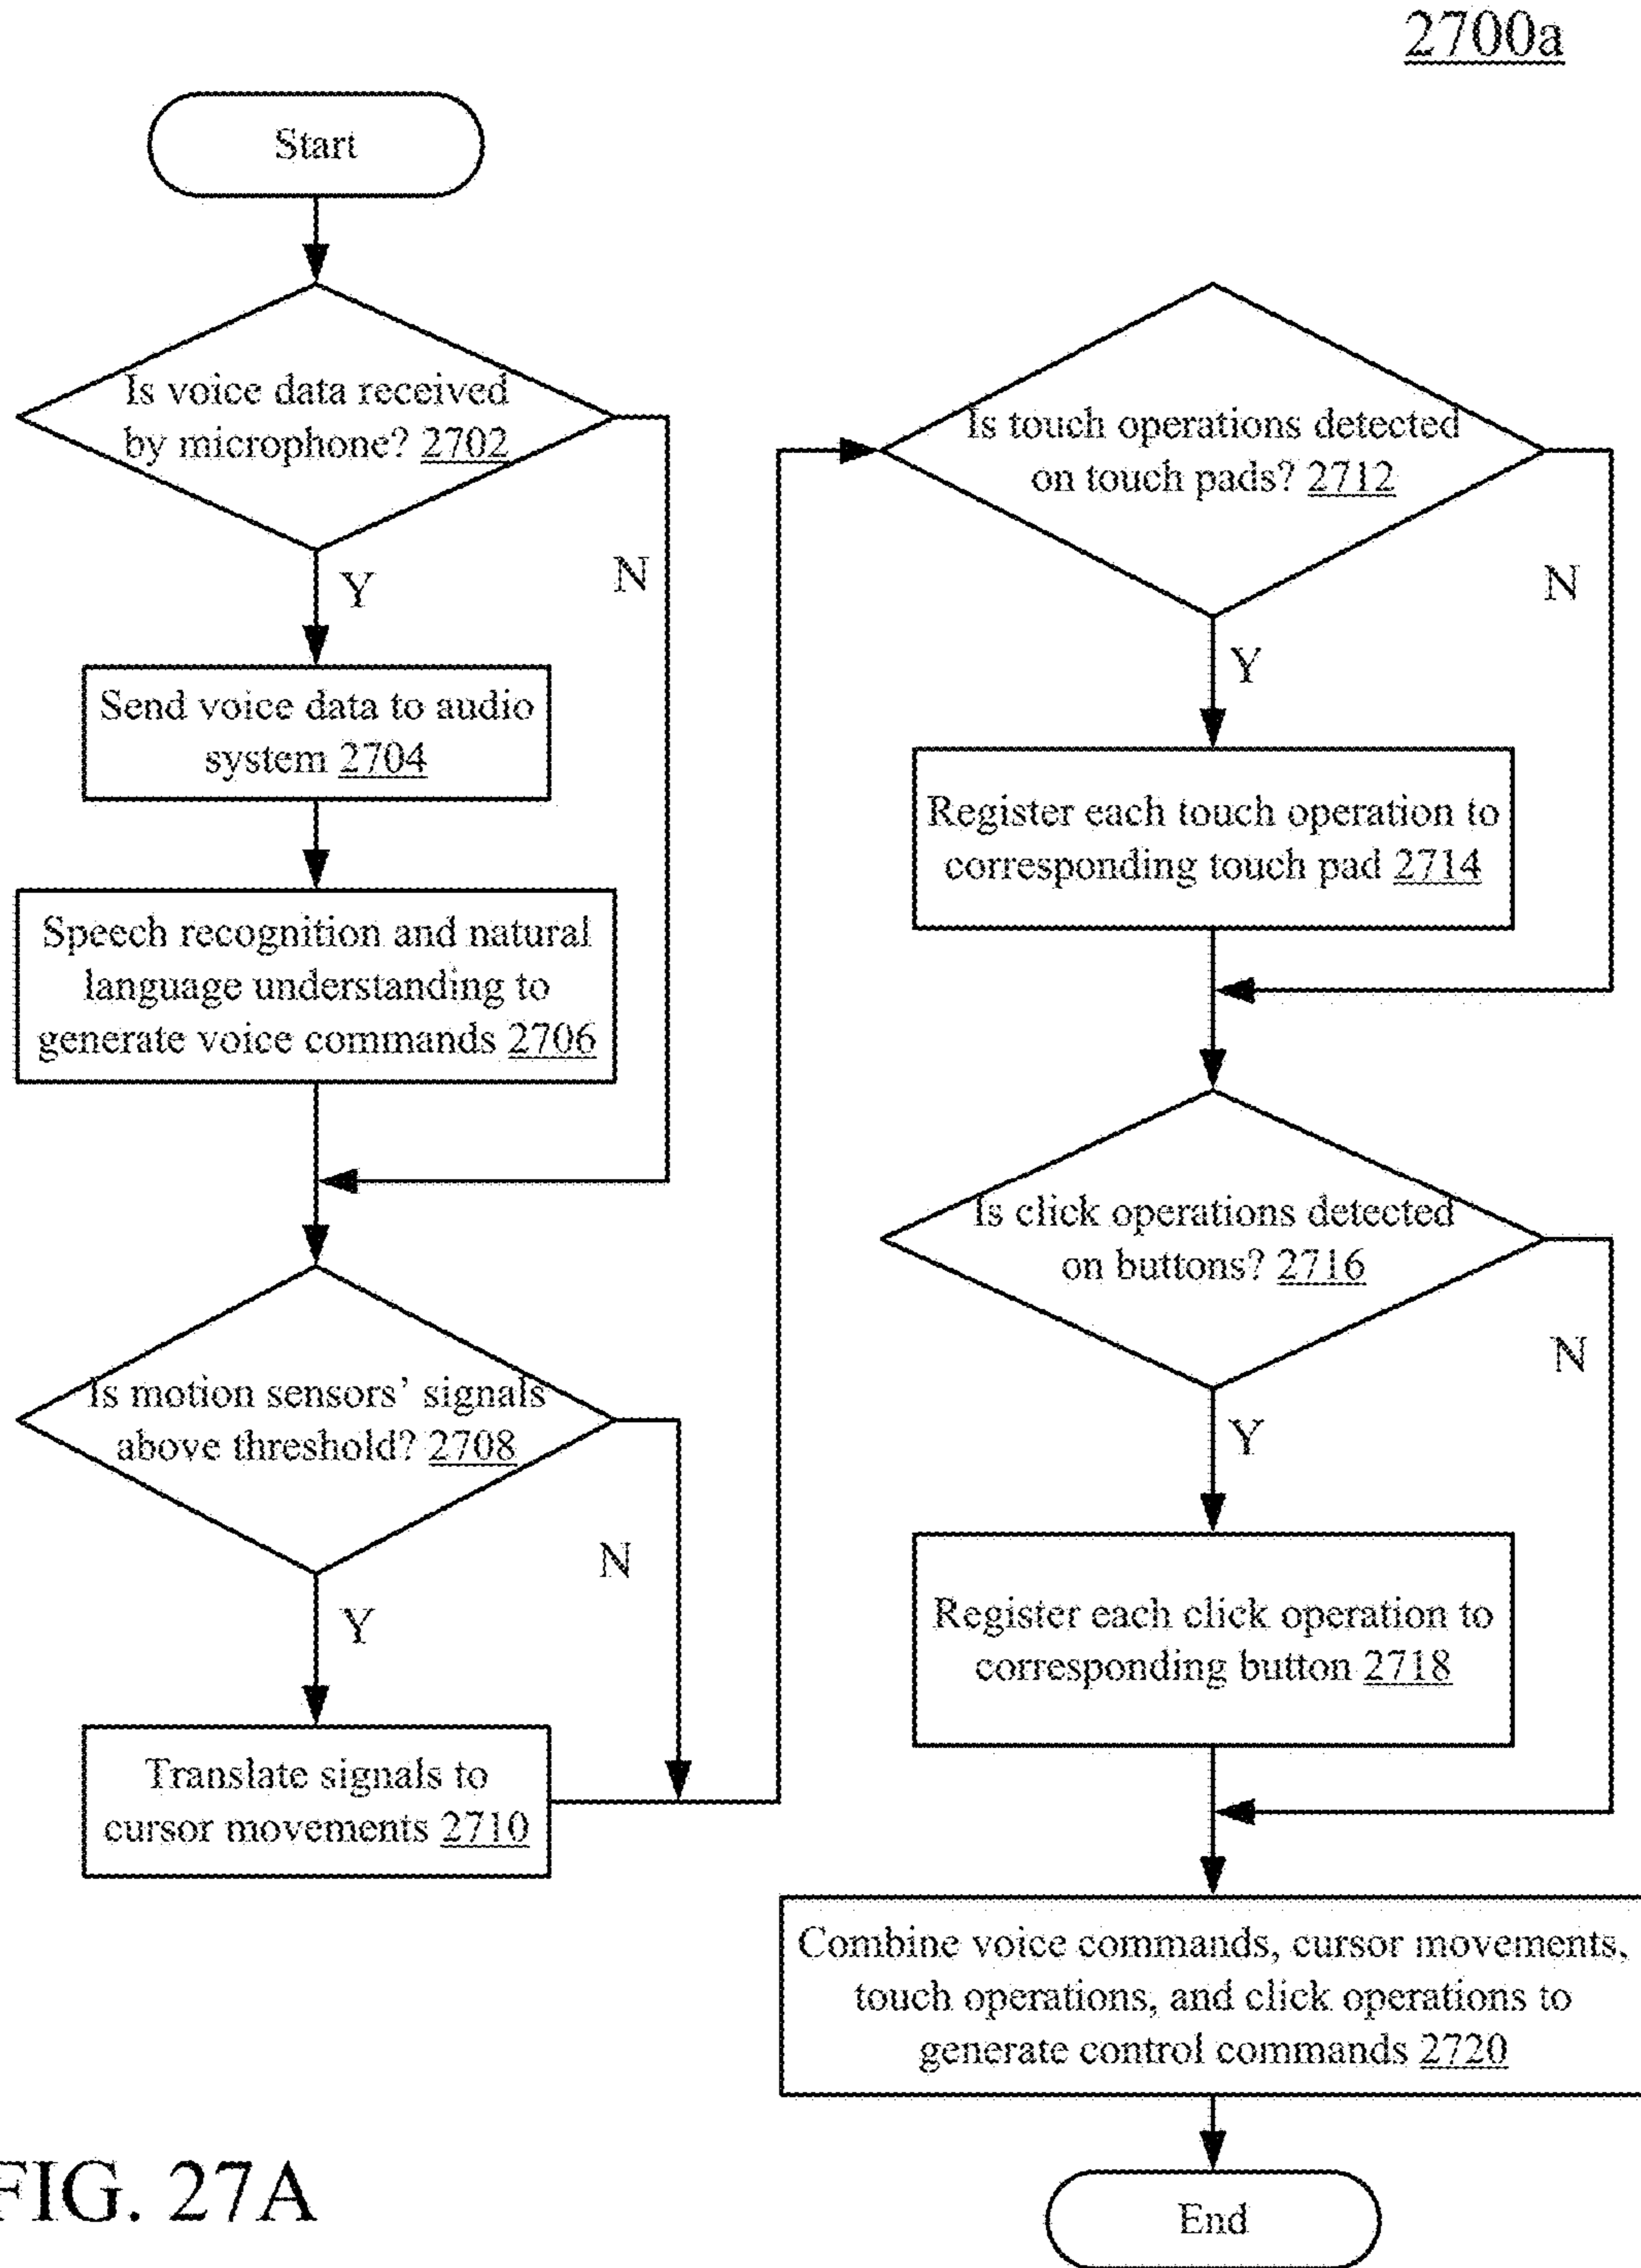 2700a
Start
Is voice data received
by microphone? 2702
N
Y
Send voice data to audio
system 2704
Speech recognition and natural
language understanding to
generate voice commands 2706
Is motion sensors’ signals
above threshold? 2708
N
Y
Translate signals to
cursor movements 2710
Is touch operations detected
on touch pads? 2712
N
Y
Register each touch operation to
corresponding touch pad 2714
Is click operations detected
on buttons? 2716
N
Y
Register each click operation to
corresponding button 2718
Combine voice commands, cursor movements,
touch operations, and click operations to
generate control commands 2720
End
FIG. 27A